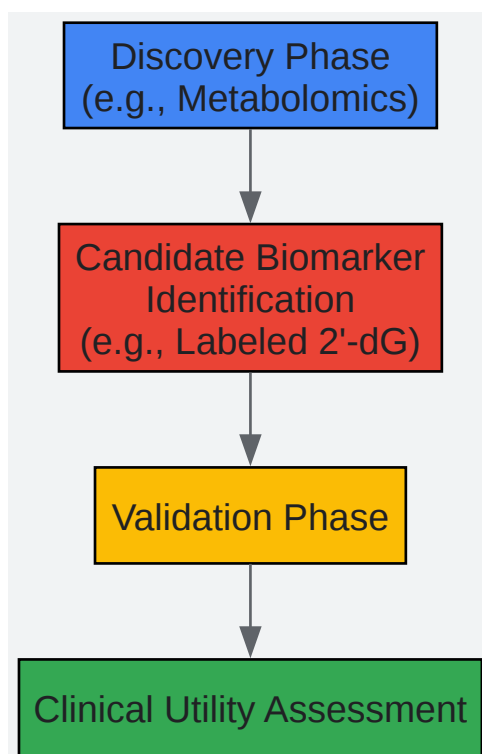 Discovery Phase
(e.g., Metabolomics)
Candidate Biomarker
Identification
(e.g., Labeled 2'-dG)
Validation Phase
Clinical Utility Assessment